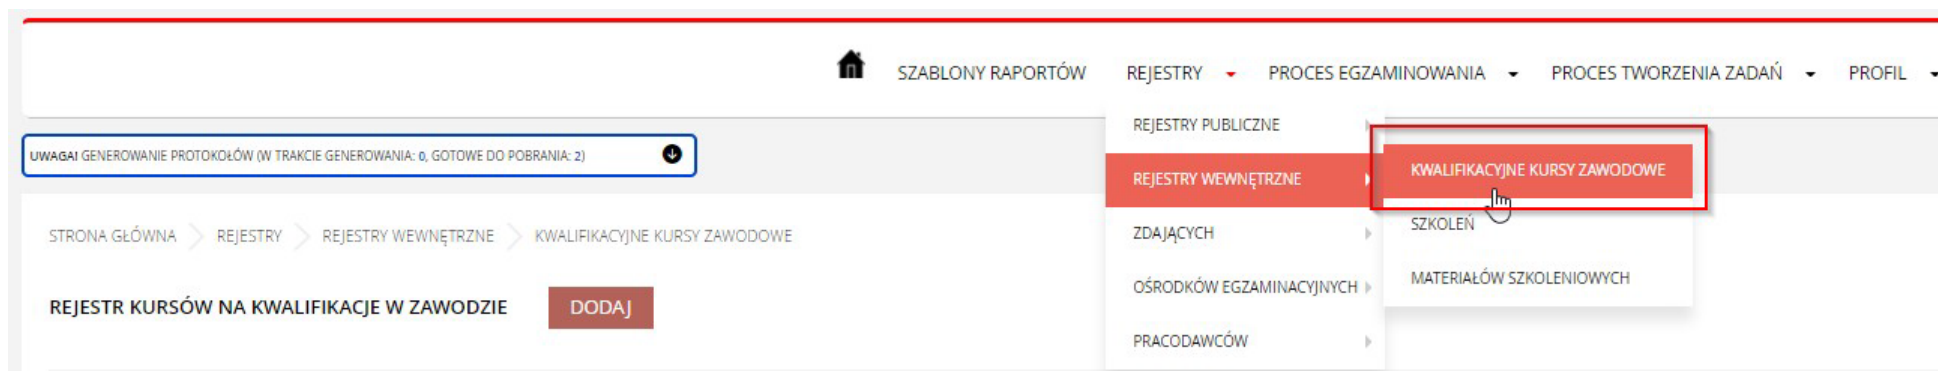 SZABLONY RAPORTÓW REJESTRY PROCES EGZAMINOWANIA PROCES TWORZENIA ZADAŃ PROFIL
REJESTRY PUBLICZNE
UWAGA! GENEROWANIE PROTOKOŁÓW (W TRAKCIE GENEROWANIA: 0, GOTOWE DO POBRANIA: 2)
REJESTRY WEWNĘTRZNE
KWALIFIKACYJNE KURSY ZAWODOWE
SZKOLEŃ
MATERIAŁÓW SZKOLENIOWYCH
ZDAJĄCYCH
OŚRODKÓW EGZAMINACYJNYCH
PRACODAWCÓW
STRONA GŁÓWNA REJESTRY REJESTRY WEWNĘTRZNE KWALIFIKACYJNE KURSY ZAWODOWE
REJESTR KURSÓW NA KWALIFIKACJE W ZAWODZIE DODAJ